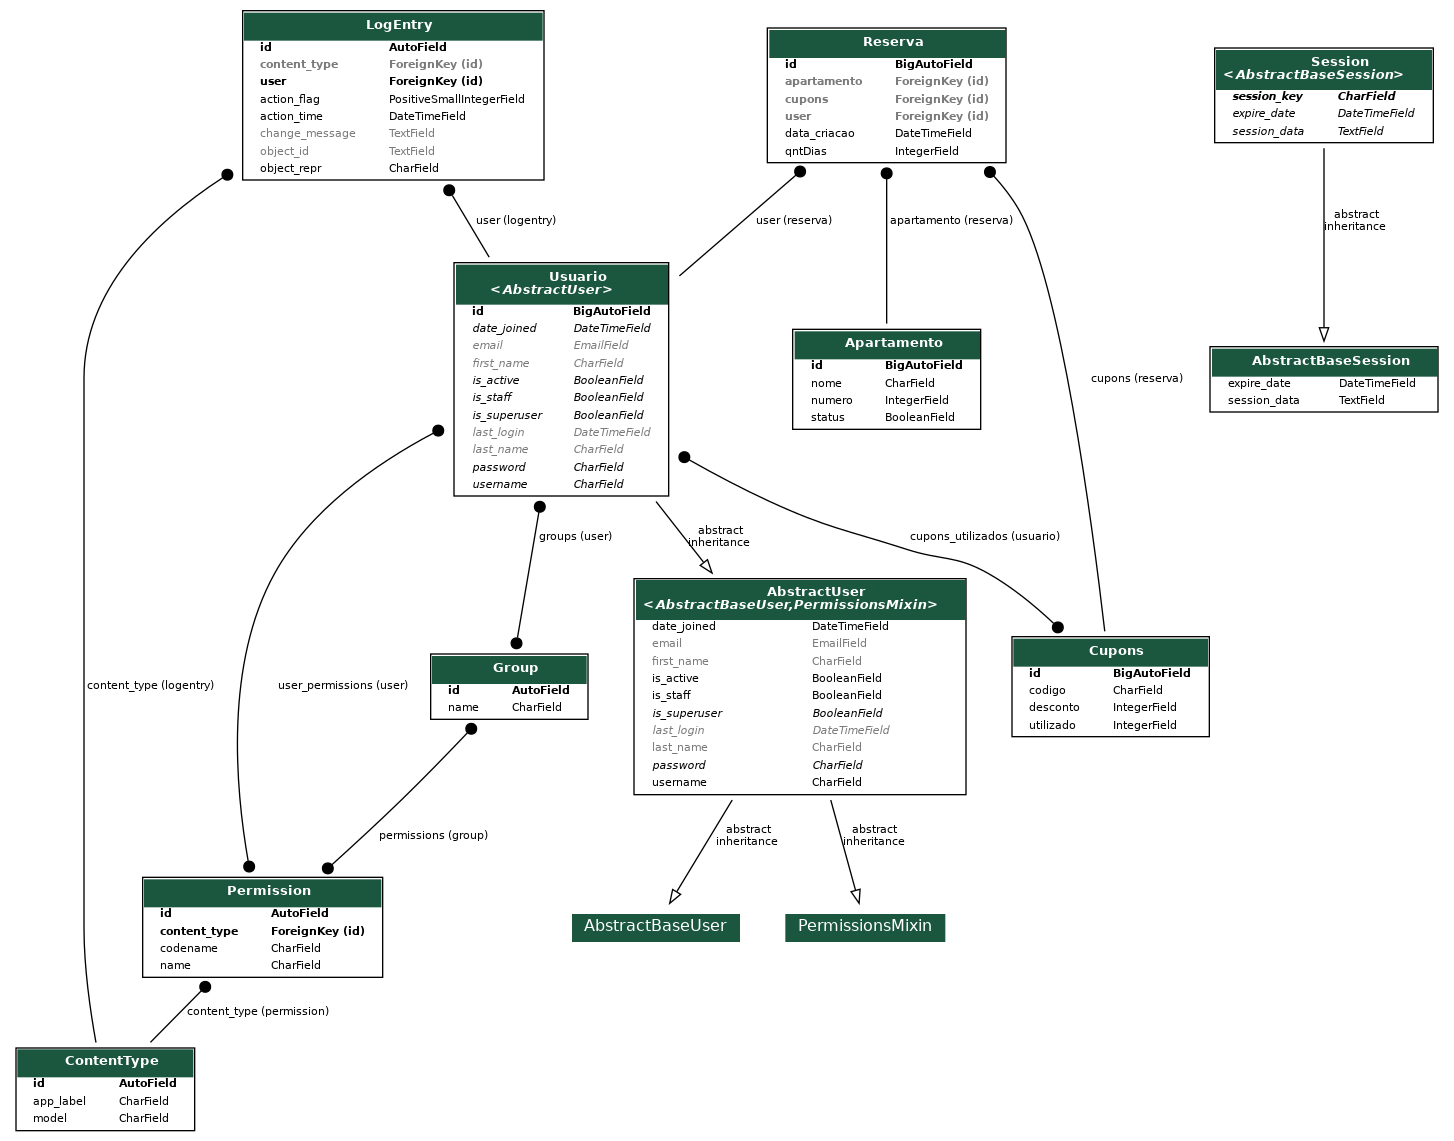 LogEntry
id AutoField
content_type ForeignKey (id)
user ForeignKey (id)
action_flag PositiveSmallIntegerField
action_time DateTimeField
change_message TextField
object_id TextField
object_repr CharField
Reserva
id BigAutoField
apartamento ForeignKey (id)
cupons ForeignKey (id)
user ForeignKey (id)
data_criacao DateTimeField
qntDias IntegerField
Session
<AbstractBaseSession>
session_key CharField
expire_date DateTimeField
session_data TextField
user (logentry)
user (reserva)
apartamento (reserva)
abstract
inheritance
Usuario
<AbstractUser>
id BigAutoField
date_joined DateTimeField
email EmailField
first_name CharField
is_active BooleanField
is_staff BooleanField
is_superuser BooleanField
last_login DateTimeField
last_name CharField
password CharField
username CharField
Apartamento
id BigAutoField
nome CharField
numero IntegerField
status BooleanField
cupons (reserva)
AbstractBaseSession
expire_date DateTimeField
session_data TextField
groups (user)
abstract
inheritance
cupons_utilizados (usuario)
AbstractUser
<AbstractBaseUser,PermissionsMixin>
date_joined DateTimeField
email EmailField
first_name CharField
is_active BooleanField
is_staff BooleanField
is_superuser BooleanField
last_login DateTimeField
last_name CharField
password CharField
username CharField
Cupons
id BigAutoField
codigo CharField
desconto IntegerField
utilizado IntegerField
content_type (logentry)
user_permissions (user)
Group
id AutoField
name CharField
permissions (group)
abstract
inheritance
abstract
inheritance
Permission
id AutoField
content_type ForeignKey (id)
codename CharField
name CharField
AbstractBaseUser
PermissionsMixin
content_type (permission)
ContentType
id AutoField
app_label CharField
model CharField